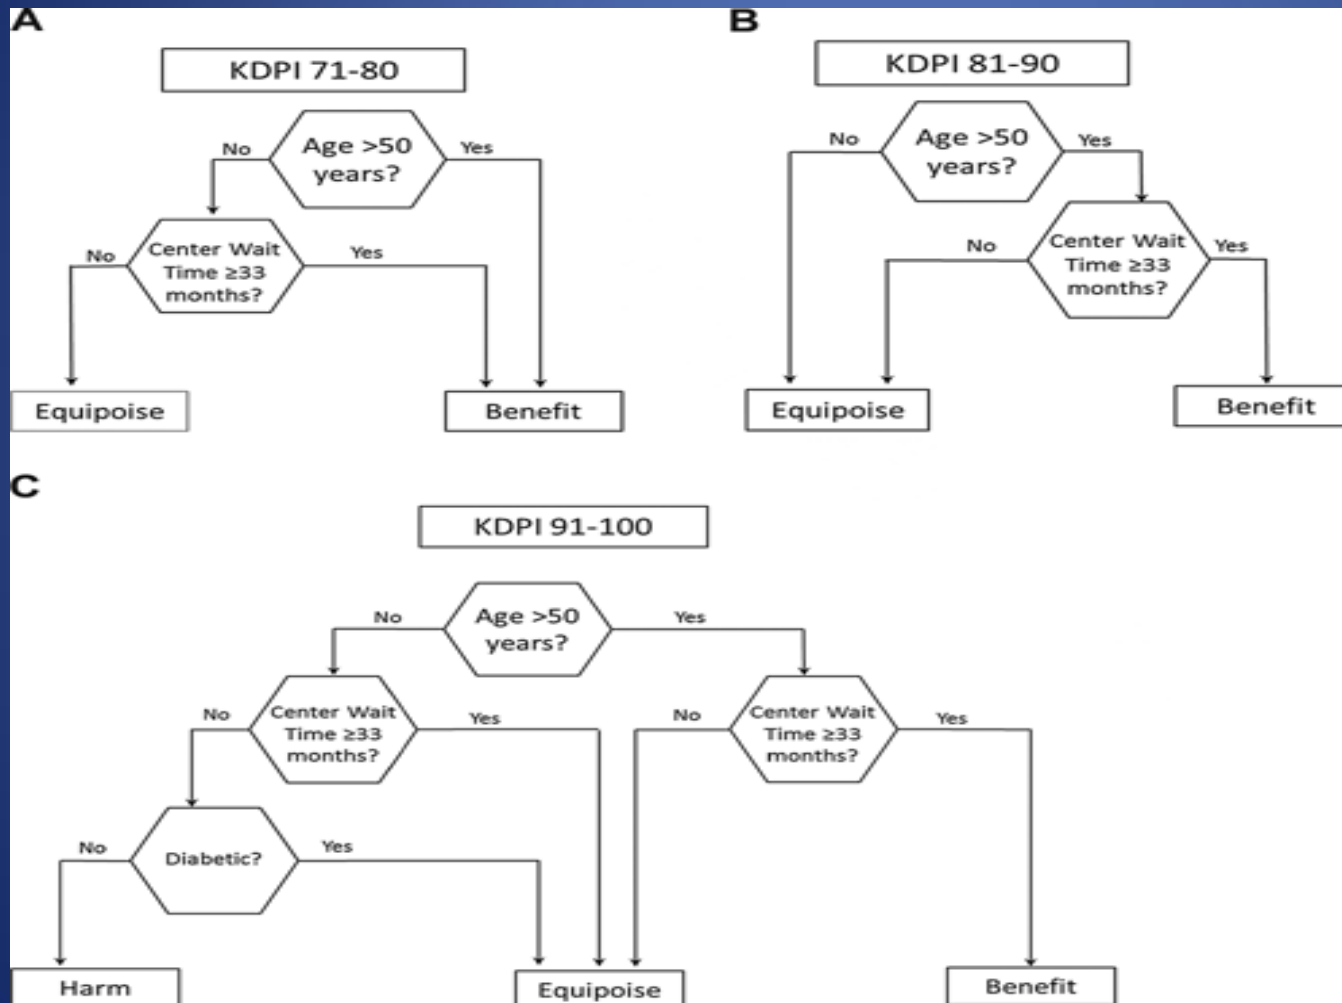 A
KDPI 71-80
Age >50
years?
No
Yes
Center Wait
Time ≥33
months?
No
Yes
Equipoise
Benefit
B
KDPI 81-90
Age >50
years?
No
Yes
Center Wait
Time ≥33
months?
No
Yes
Equipoise
Benefit
C
KDPI 91-100
Age >50
years?
No
Yes
Center Wait
Time ≥33
months?
No
Yes
Center Wait
Time ≥33
months?
No
Yes
Diabetic?
No
Yes
Harm
Equipoise
Benefit